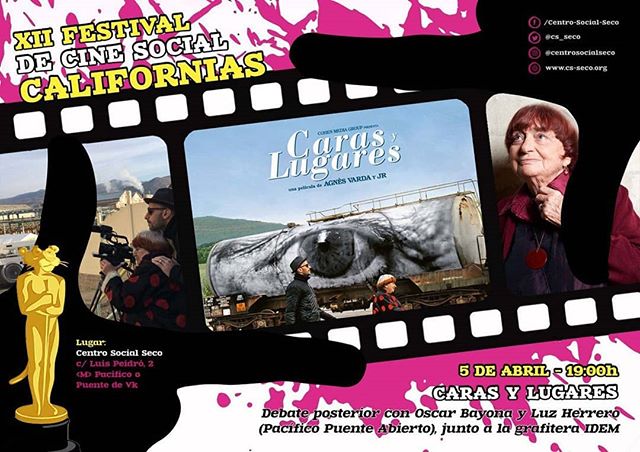 XII FESTIVAL
DE CINE SOCIAL
CALIFORNIAS
/Centro-Social-Seco
@cs_seco
@centrosocialseco
www.cs-seco.org
COHEN MEDIA GROUP presenta
Caras y
Lugares
una película de AGNÈS VARDA Y JR
Lugar:
Centro Social Seco
c/ Luis Peidró, 2
<M> Pacífico o
Puente de Vk
5 DE ABRIL - 19:00h
CARAS Y LUGARES
Debate posterior con Oscar Bayona y Luz Herrero
(Pacífico Puente Abierto), junto a la grafitera IDEM